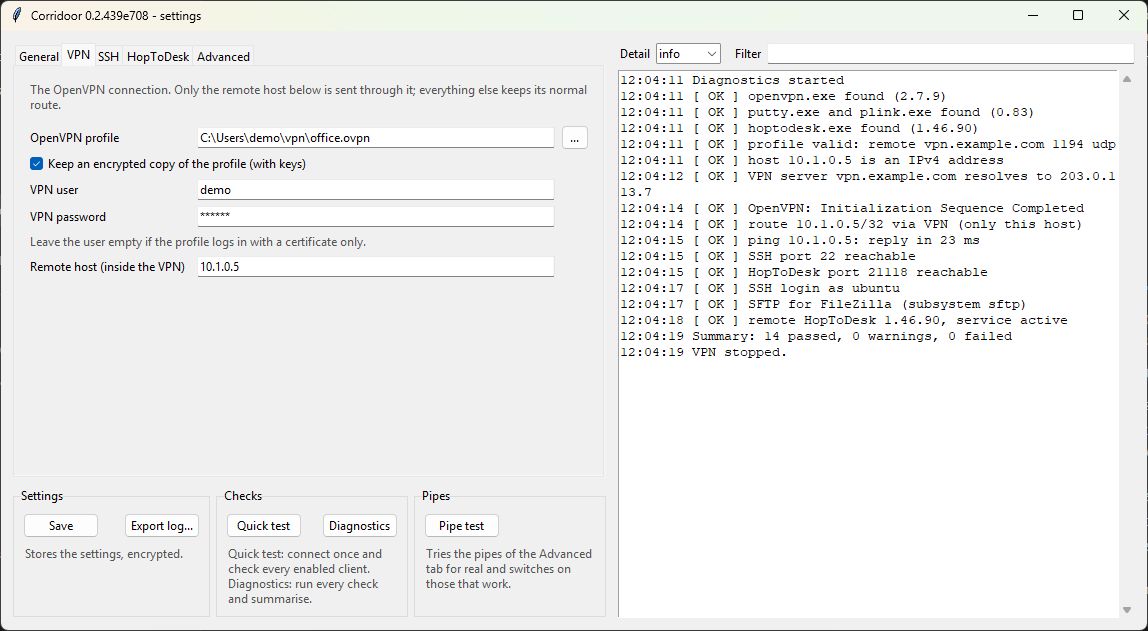 Corridoor 0.2.439e708 - settings
General VPN SSH HopToDesk Advanced
The OpenVPN connection. Only the remote host below is sent through it; everything else keeps its normal
route.
OpenVPN profile C:\Users\demo\vpn\office.ovpn ...
Keep an encrypted copy of the profile (with keys)
VPN user demo
VPN password ******
Leave the user empty if the profile logs in with a certificate only.
Remote host (inside the VPN) 10.1.0.5
Settings
Save Export log...
Stores the settings, encrypted.
Checks
Quick test Diagnostics
Quick test: connect once and
check every enabled client.
Diagnostics: run every check
and summarise.
Pipes
Pipe test
Tries the pipes of the Advanced
tab for real and switches on
those that work.
Detail info Filter
12:04:11 Diagnostics started
12:04:11 [ OK ] openvpn.exe found (2.7.9)
12:04:11 [ OK ] putty.exe and plink.exe found (0.83)
12:04:11 [ OK ] hoptodesk.exe found (1.46.90)
12:04:11 [ OK ] profile valid: remote vpn.example.com 1194 udp
12:04:11 [ OK ] host 10.1.0.5 is an IPv4 address
12:04:12 [ OK ] VPN server vpn.example.com resolves to 203.0.1
13.7
12:04:14 [ OK ] OpenVPN: Initialization Sequence Completed
12:04:14 [ OK ] route 10.1.0.5/32 via VPN (only this host)
12:04:15 [ OK ] ping 10.1.0.5: reply in 23 ms
12:04:15 [ OK ] SSH port 22 reachable
12:04:15 [ OK ] HopToDesk port 21118 reachable
12:04:17 [ OK ] SSH login as ubuntu
12:04:17 [ OK ] SFTP for FileZilla (subsystem sftp)
12:04:18 [ OK ] remote HopToDesk 1.46.90, service active
12:04:19 Summary: 14 passed, 0 warnings, 0 failed
12:04:19 VPN stopped.